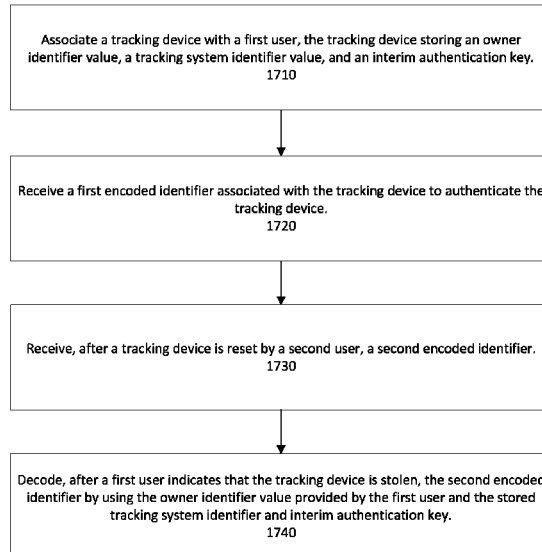 Associate a tracking device with a first user, the tracking device storing an owner
identifier value, a tracking system identifier value, and an interim authentication key.
1710
Receive a first encoded identifier associated with the tracking device to authenticate the
tracking device.
1720
Receive, after a tracking device is reset by a second user, a second encoded identifier.
1730
Decode, after a first user indicates that the tracking device is stolen, the second encoded
identifier by using the owner identifier value provided by the first user and the stored
tracking system identifier and interim authentication key.
1740